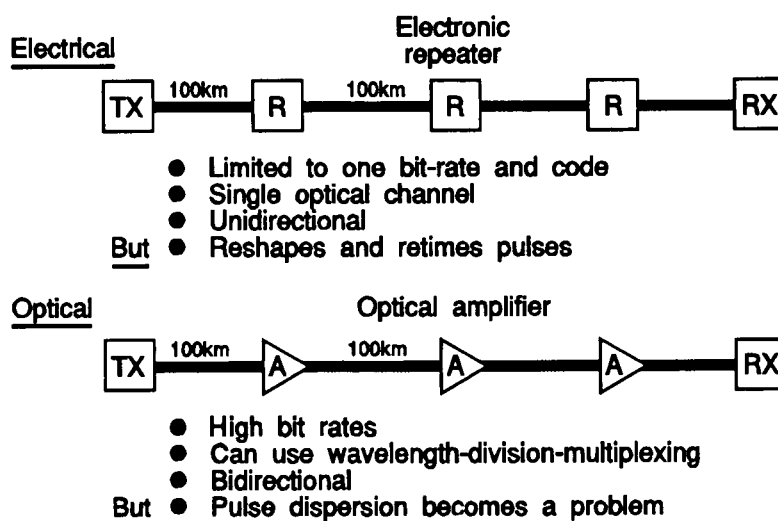 Electrical
Electronic
repeater
TX 100km R 100km R R RX
● Limited to one bit-rate and code
● Single optical channel
● Unidirectional
But ● Reshapes and retimes pulses
Optical Optical amplifier
TX 100km A 100km A A RX
● High bit rates
● Can use wavelength-division-multiplexing
● Bidirectional
But ● Pulse dispersion becomes a problem